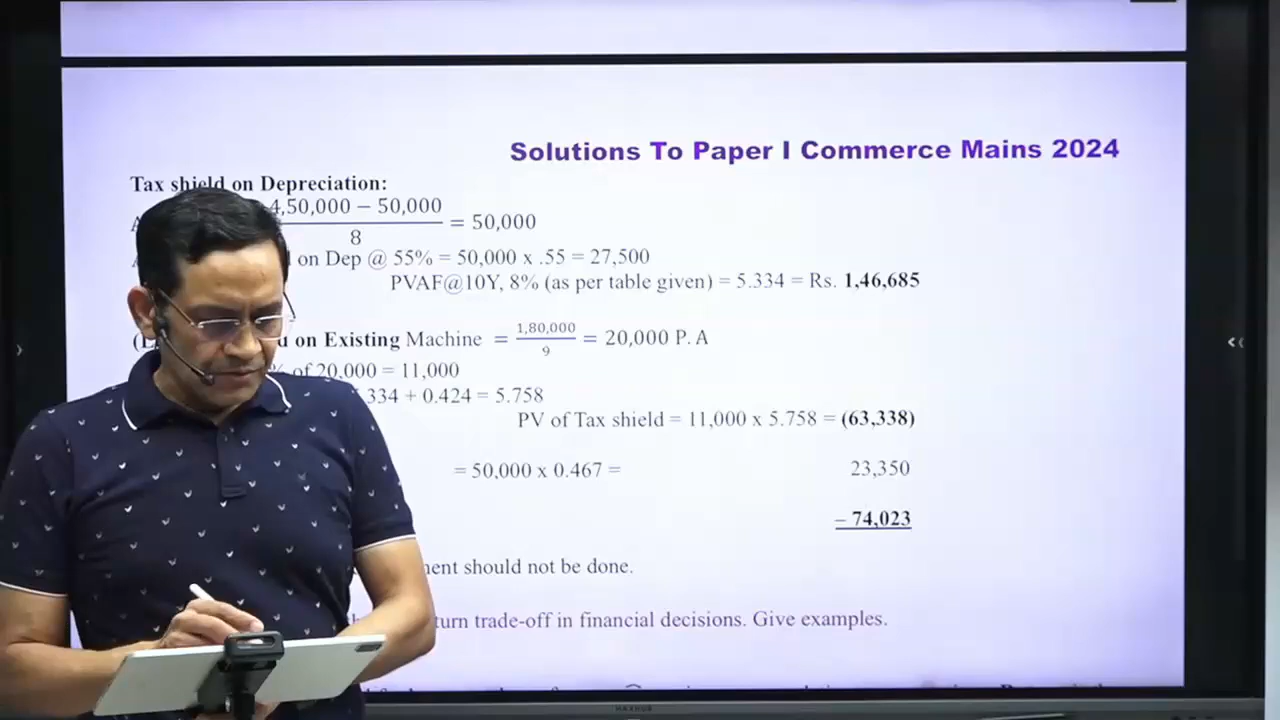 Solutions To Paper I Commerce Mains 2024
Tax shield on Depreciation:
4,50,000 − 50,000 = 50,000
8
on Dep @ 55% = 50,000 x .55 = 27,500
PVAF@10Y, 8% (as per table given) = 5.334 = Rs. 1,46,685
on Existing Machine = 1,80,000 = 20,000 P. A
9
of 20,000 = 11,000
334 + 0.424 = 5.758
PV of Tax shield = 11,000 x 5.758 = (63,338)
= 50,000 x 0.467 = 23,350
− 74,023
should not be done.
trade-off in financial decisions. Give examples.